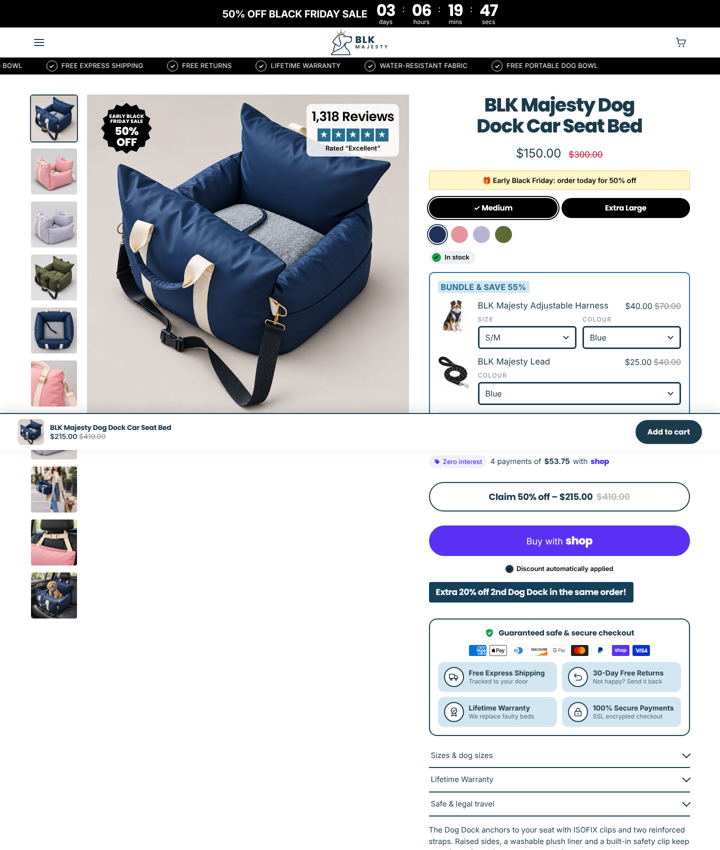 50% OFF BLACK FRIDAY SALE
03 : 06 : 19 : 47
days hours mins secs
BLK
MAJESTY
BOWL FREE EXPRESS SHIPPING FREE RETURNS LIFETIME WARRANTY WATER-RESISTANT FABRIC FREE PORTABLE DOG BOWL
EARLY BLACK
FRIDAY SALE
50%
OFF
1,318 Reviews
Rated “Excellent”
BLK Majesty Dog
Dock Car Seat Bed
$150.00 $300.00
🎁 Early Black Friday: order today for 50% off
✓ Medium Extra Large
In stock
BUNDLE & SAVE 55%
BLK Majesty Adjustable Harness $40.00 $70.00
SIZE COLOUR
S/M Blue
BLK Majesty Lead $25.00 $40.00
COLOUR
Blue
BLK Majesty Dog Dock Car Seat Bed
$215.00 $410.00
Add to cart
Zero interest 4 payments of $53.75 with shop
Claim 50% off – $215.00 $410.00
Buy with shop
Discount automatically applied
Extra 20% off 2nd Dog Dock in the same order!
Guaranteed safe & secure checkout
Apple Pay DISCOVER G Pay shop VISA
Free Express Shipping
Tracked to your door
30-Day Free Returns
Not happy? Send it back
Lifetime Warranty
We replace faulty beds
100% Secure Payments
SSL encrypted checkout
Sizes & dog sizes
Lifetime Warranty
Safe & legal travel
The Dog Dock anchors to your seat with ISOFIX clips and two reinforced
straps. Raised sides, a washable plush liner and a built-in safety clip keep